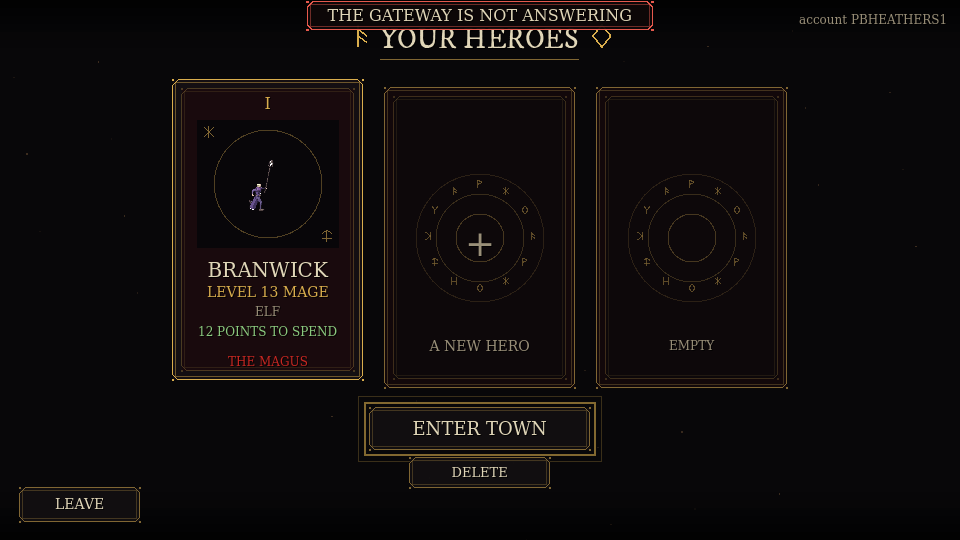 THE GATEWAY IS NOT ANSWERING
account PBHEATHERS1
YOUR HEROES
I
BRANWICK
LEVEL 13 MAGE
ELF
12 POINTS TO SPEND
THE MAGUS
A NEW HERO
EMPTY
ENTER TOWN
DELETE
LEAVE